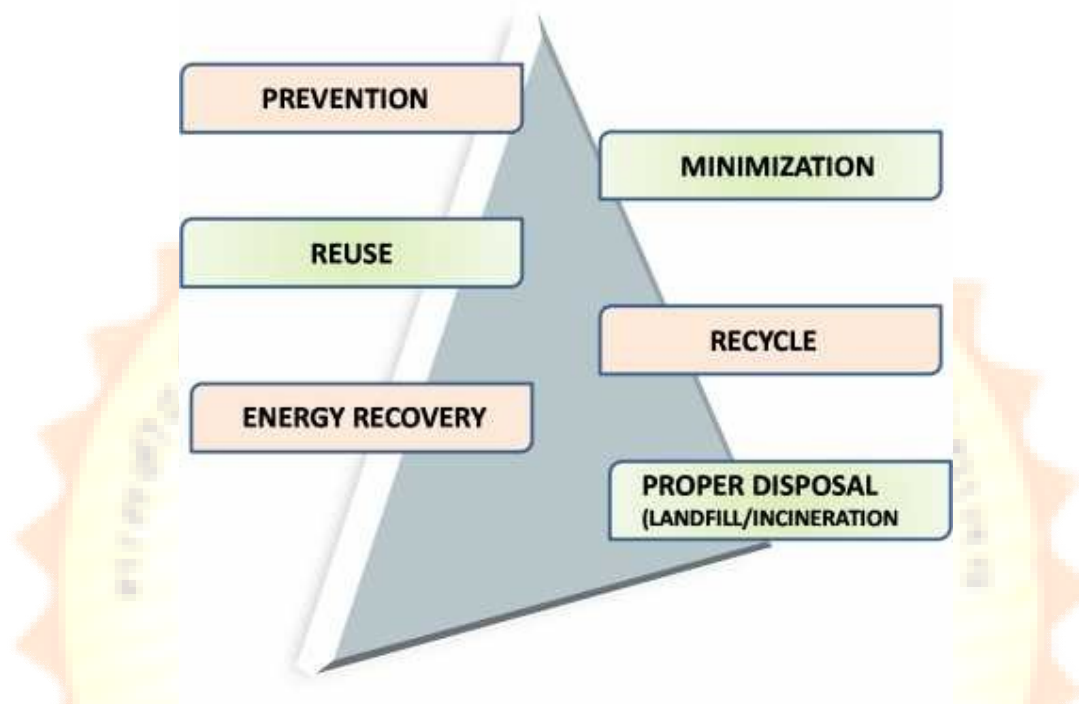 PREVENTION
MINIMIZATION
REUSE
RECYCLE
ENERGY RECOVERY
PROPER DISPOSAL
(LANDFILL/INCINERATION